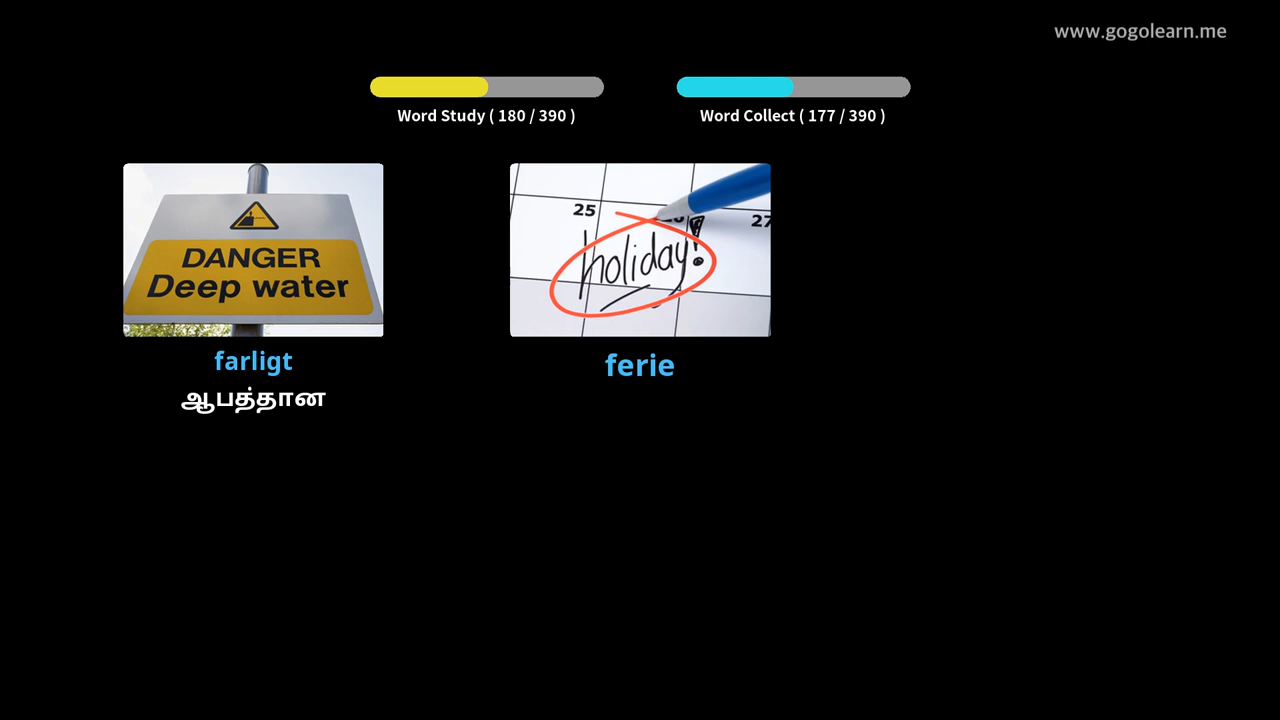 www.gogolearn.me
Word Study ( 180 / 390 )
Word Collect ( 177 / 390 )
DANGER
Deep water
farligt
ஆபத்தான
25
27
holiday!
ferie